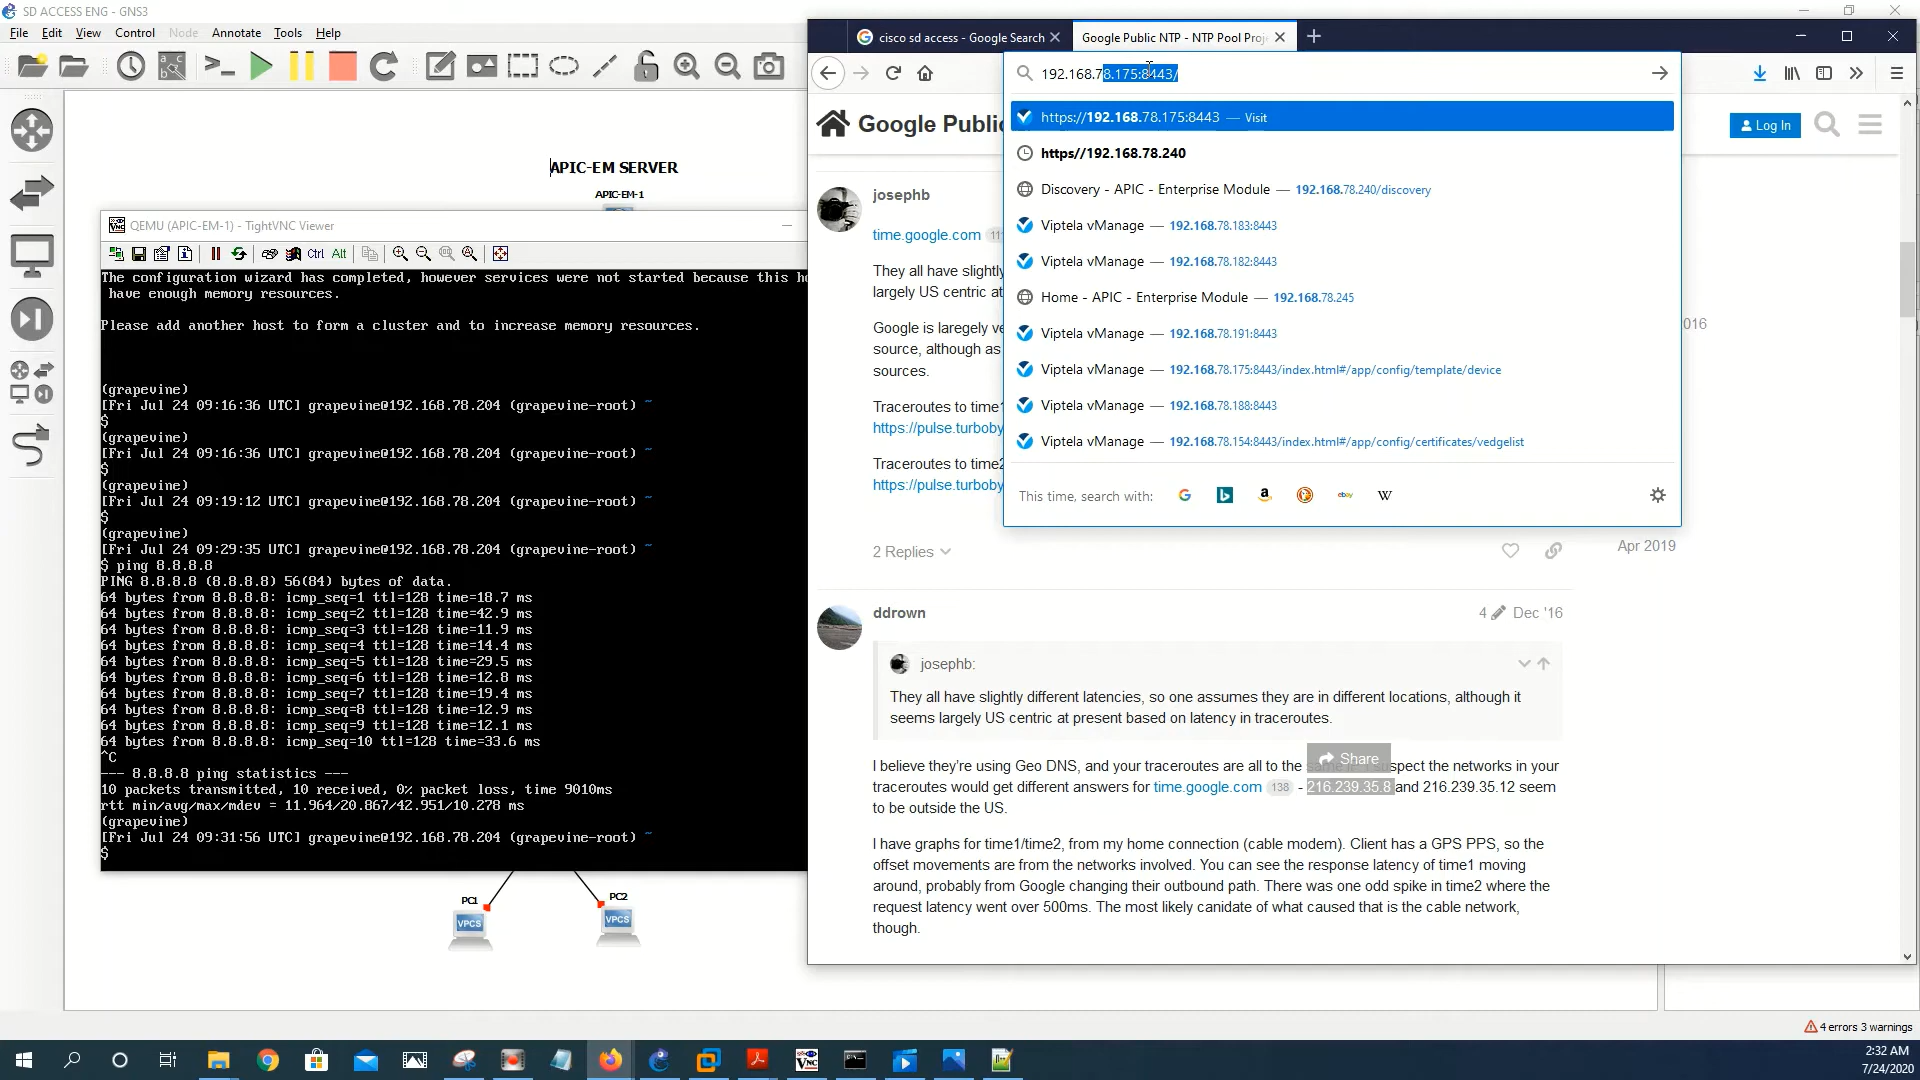 SD ACCESS ENG - GNS3
File Edit View Control Node Annotate Tools Help
APIC-EM SERVER
APIC-EM-1
QEMU (APIC-EM-1) - TightVNC Viewer
Ctrl Alt
The configuration wizard has completed, however services were not started because this ho
have enough memory resources.
Please add another host to form a cluster and to increase memory resources.
(grapevine)
[Fri Jul 24 09:16:36 UTC] grapevine@192.168.78.204 (grapevine-root) ~
$
(grapevine)
[Fri Jul 24 09:16:36 UTC] grapevine@192.168.78.204 (grapevine-root) ~
$
(grapevine)
[Fri Jul 24 09:19:12 UTC] grapevine@192.168.78.204 (grapevine-root) ~
$
(grapevine)
[Fri Jul 24 09:29:35 UTC] grapevine@192.168.78.204 (grapevine-root) ~
$ ping 8.8.8.8
PING 8.8.8.8 (8.8.8.8) 56(84) bytes of data.
64 bytes from 8.8.8.8: icmp_seq=1 ttl=128 time=18.7 ms
64 bytes from 8.8.8.8: icmp_seq=2 ttl=128 time=42.9 ms
64 bytes from 8.8.8.8: icmp_seq=3 ttl=128 time=11.9 ms
64 bytes from 8.8.8.8: icmp_seq=4 ttl=128 time=14.4 ms
64 bytes from 8.8.8.8: icmp_seq=5 ttl=128 time=29.5 ms
64 bytes from 8.8.8.8: icmp_seq=6 ttl=128 time=12.8 ms
64 bytes from 8.8.8.8: icmp_seq=7 ttl=128 time=19.4 ms
64 bytes from 8.8.8.8: icmp_seq=8 ttl=128 time=12.9 ms
64 bytes from 8.8.8.8: icmp_seq=9 ttl=128 time=12.1 ms
64 bytes from 8.8.8.8: icmp_seq=10 ttl=128 time=33.6 ms
^C
--- 8.8.8.8 ping statistics ---
10 packets transmitted, 10 received, 0% packet loss, time 9010ms
rtt min/avg/max/mdev = 11.964/20.867/42.951/10.278 ms
(grapevine)
[Fri Jul 24 09:31:56 UTC] grapevine@192.168.78.204 (grapevine-root) ~
$
PC1
VPCS
PC2
VPCS
cisco sd access - Google Search
Google Public NTP - NTP Pool Proj
192.168.78.175:8443/
https://192.168.78.175:8443 — Visit
https//192.168.78.240
Discovery - APIC - Enterprise Module — 192.168.78.240/discovery
Viptela vManage — 192.168.78.183:8443
Viptela vManage — 192.168.78.182:8443
Home - APIC - Enterprise Module — 192.168.78.245
Viptela vManage — 192.168.78.191:8443
Viptela vManage — 192.168.78.175:8443/index.html#/app/config/template/device
Viptela vManage — 192.168.78.188:8443
Viptela vManage — 192.168.78.154:8443/index.html#/app/config/certificates/vedgelist
This time, search with:
Google Public
Log In
josephb
time.google.com
They all have slightly
largely US centric at
Google is laregely ve
source, although as
sources.
Traceroutes to time1
https://pulse.turboby
Traceroutes to time2
https://pulse.turboby
2016
2 Replies
Apr 2019
ddrown
4 Dec '16
josephb:
They all have slightly different latencies, so one assumes they are in different locations, although it
seems largely US centric at present based on latency in traceroutes.
Share
I believe they're using Geo DNS, and your traceroutes are all to the spect the networks in your
traceroutes would get different answers for time.google.com 138 - 216.239.35.8 and 216.239.35.12 seem
to be outside the US.
I have graphs for time1/time2, from my home connection (cable modem). Client has a GPS PPS, so the
offset movements are from the networks involved. You can see the response latency of time1 moving
around, probably from Google changing their outbound path. There was one odd spike in time2 where the
request latency went over 500ms. The most likely canidate of what caused that is the cable network,
though.
4 errors 3 warnings
2:32 AM
7/24/2020